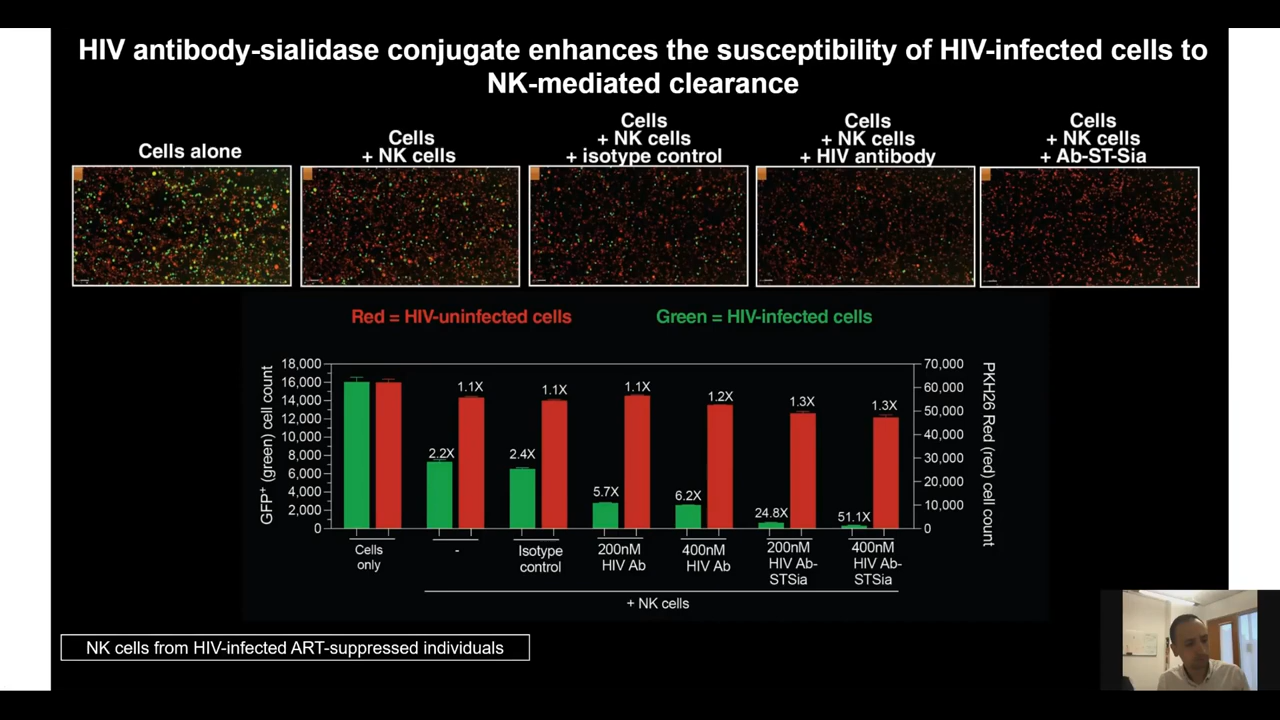 HIV antibody-sialidase conjugate enhances the susceptibility of HIV-infected cells to
NK-mediated clearance
Cells alone
Cells
+ NK cells
Cells
+ NK cells
+ isotype control
Cells
+ NK cells
+ HIV antibody
Cells
+ NK cells
+ Ab-ST-Sia
Red = HIV-uninfected cells
Green = HIV-infected cells
GFP+ (green) cell count
18,000
16,000
14,000
12,000
10,000
8,000
6,000
4,000
2,000
0
1.1X
1.1X
1.1X
1.2X
1.3X
1.3X
2.2X
2.4X
5.7X
6.2X
24.8X
51.1X
70,000
60,000
50,000
40,000
30,000
20,000
10,000
0
PKH26 Red (red) cell count
Cells
only
-
Isotype
control
200nM
HIV Ab
400nM
HIV Ab
200nM
HIV Ab-
STSia
400nM
HIV Ab-
STSia
+ NK cells
NK cells from HIV-infected ART-suppressed individuals